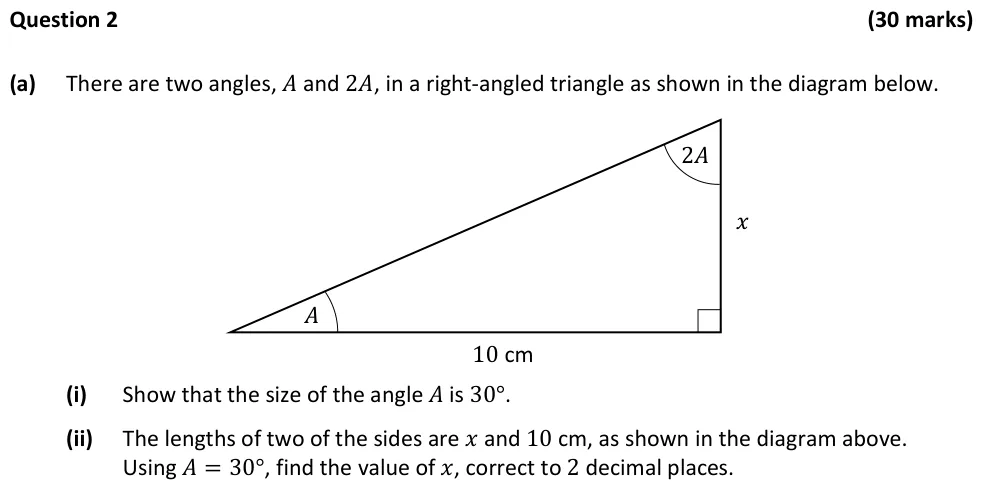 Question 2 (30 marks)
(a) There are two angles, A and 2A, in a right-angled triangle as shown in the diagram below.
2A
x
A
10 cm
(i) Show that the size of the angle A is 30°.
(ii) The lengths of two of the sides are x and 10 cm, as shown in the diagram above.
Using A = 30°, find the value of x, correct to 2 decimal places.